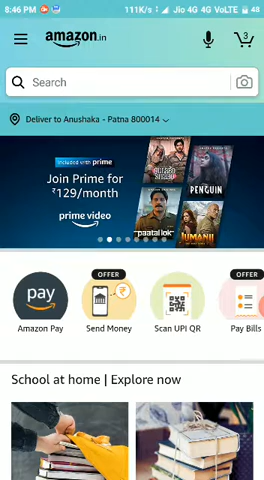 8:46 PM
111K/s Jio 4G 4G VoLTE 48
amazon.in
3
Search
Deliver to Anushaka - Patna 800014
Included with prime
Join Prime for
₹129/month
prime video
PENGUIN
paatal lok
JUMANJI
OFFER
OFFER
pay
Amazon Pay
Send Money
Scan UPI QR
Pay Bills
School at home | Explore now